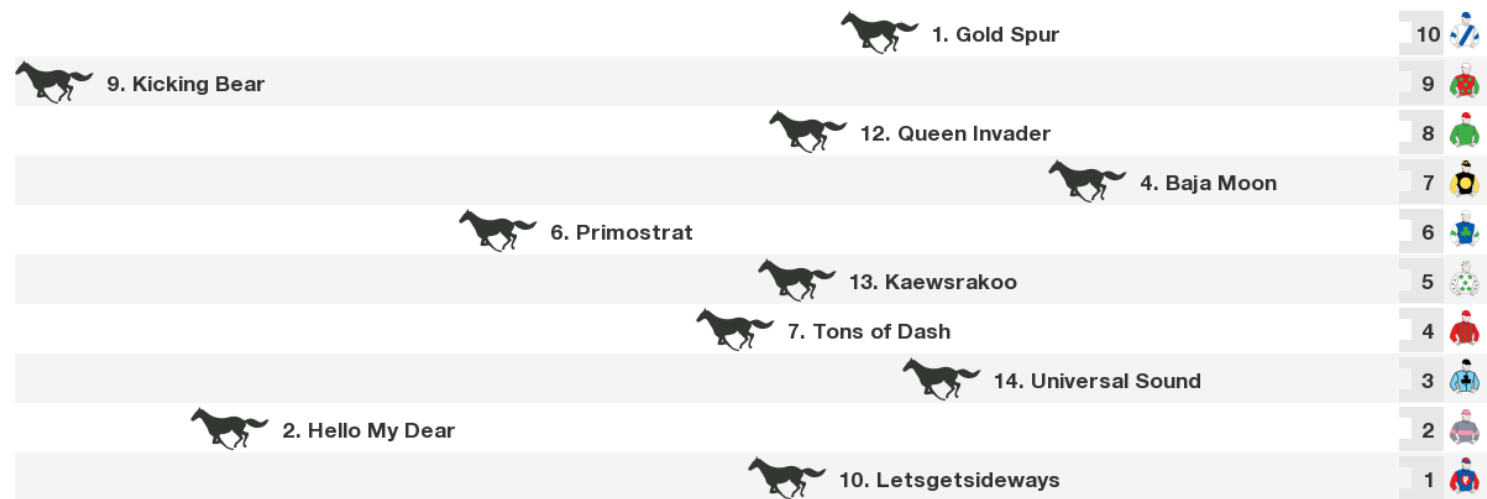 1. Gold Spur 10
9. Kicking Bear 9
12. Queen Invader 8
4. Baja Moon 7
6. Primostrat 6
13. Kaewsrakoo 5
7. Tons of Dash 4
14. Universal Sound 3
2. Hello My Dear 2
10. Letsgetsideways 1